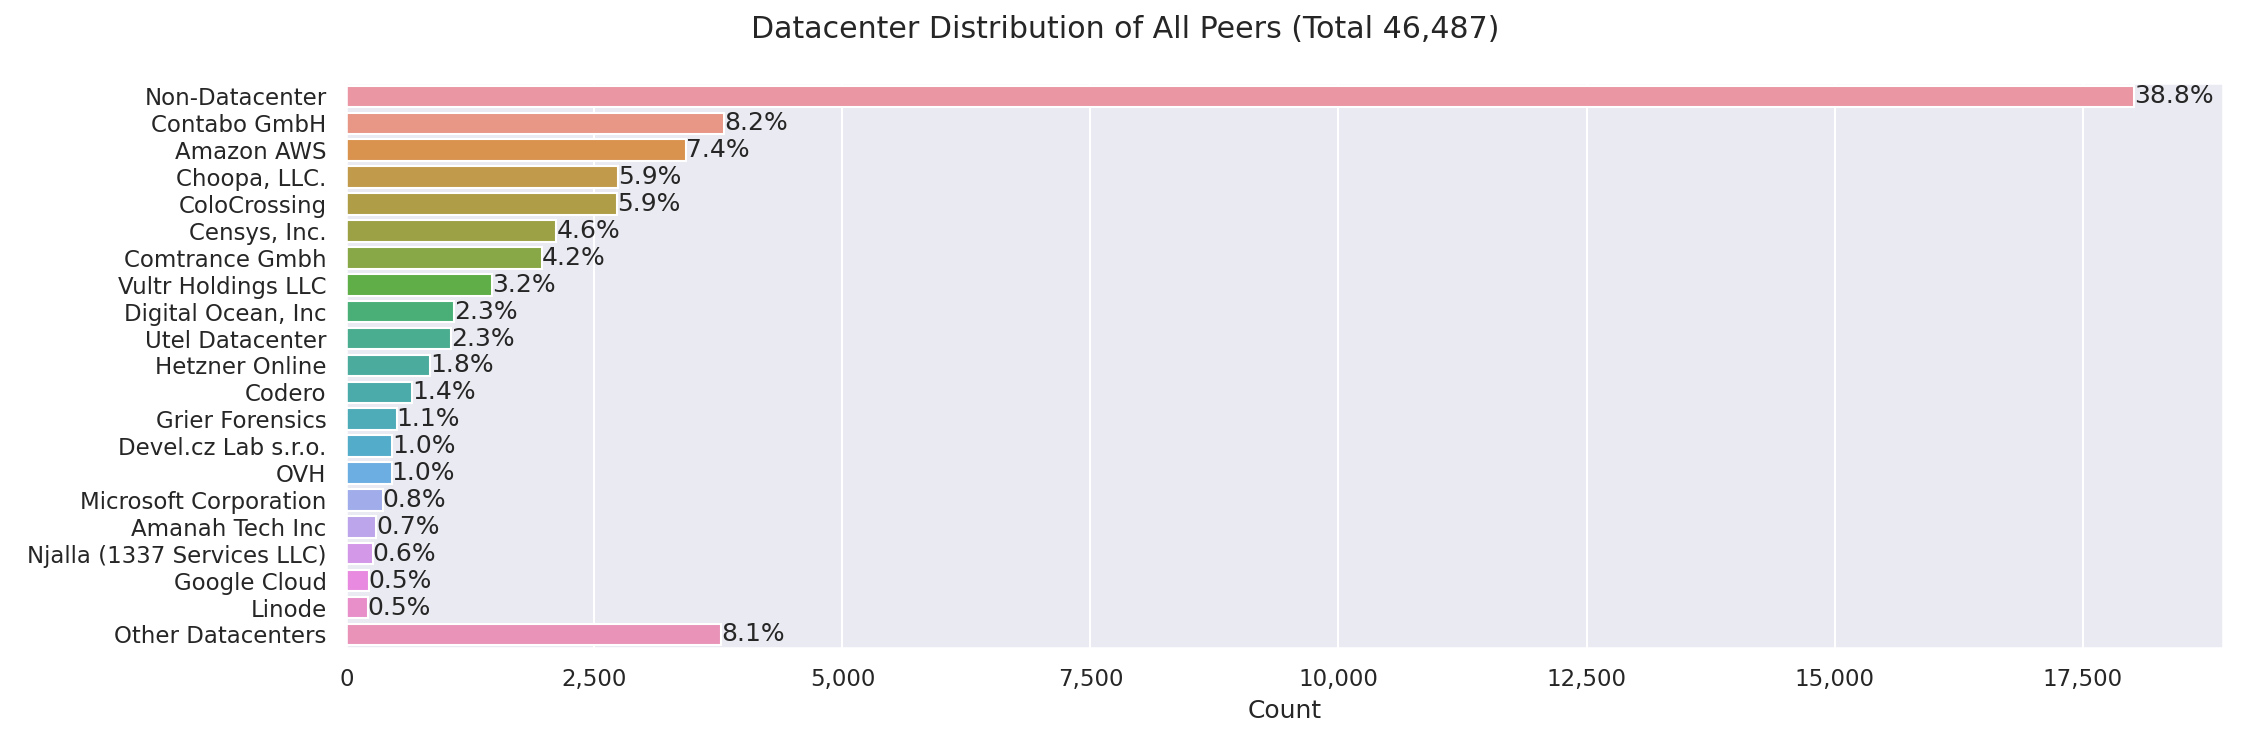 Datacenter Distribution of All Peers (Total 46,487)
Non-Datacenter 38.8%
Contabo GmbH 8.2%
Amazon AWS 7.4%
Choopa, LLC. 5.9%
ColoCrossing 5.9%
Censys, Inc. 4.6%
Comtrance Gmbh 4.2%
Vultr Holdings LLC 3.2%
Digital Ocean, Inc 2.3%
Utel Datacenter 2.3%
Hetzner Online 1.8%
Codero 1.4%
Grier Forensics 1.1%
Devel.cz Lab s.r.o. 1.0%
OVH 1.0%
Microsoft Corporation 0.8%
Amanah Tech Inc 0.7%
Njalla (1337 Services LLC) 0.6%
Google Cloud 0.5%
Linode 0.5%
Other Datacenters 8.1%
0 2,500 5,000 7,500 10,000 12,500 15,000 17,500
Count